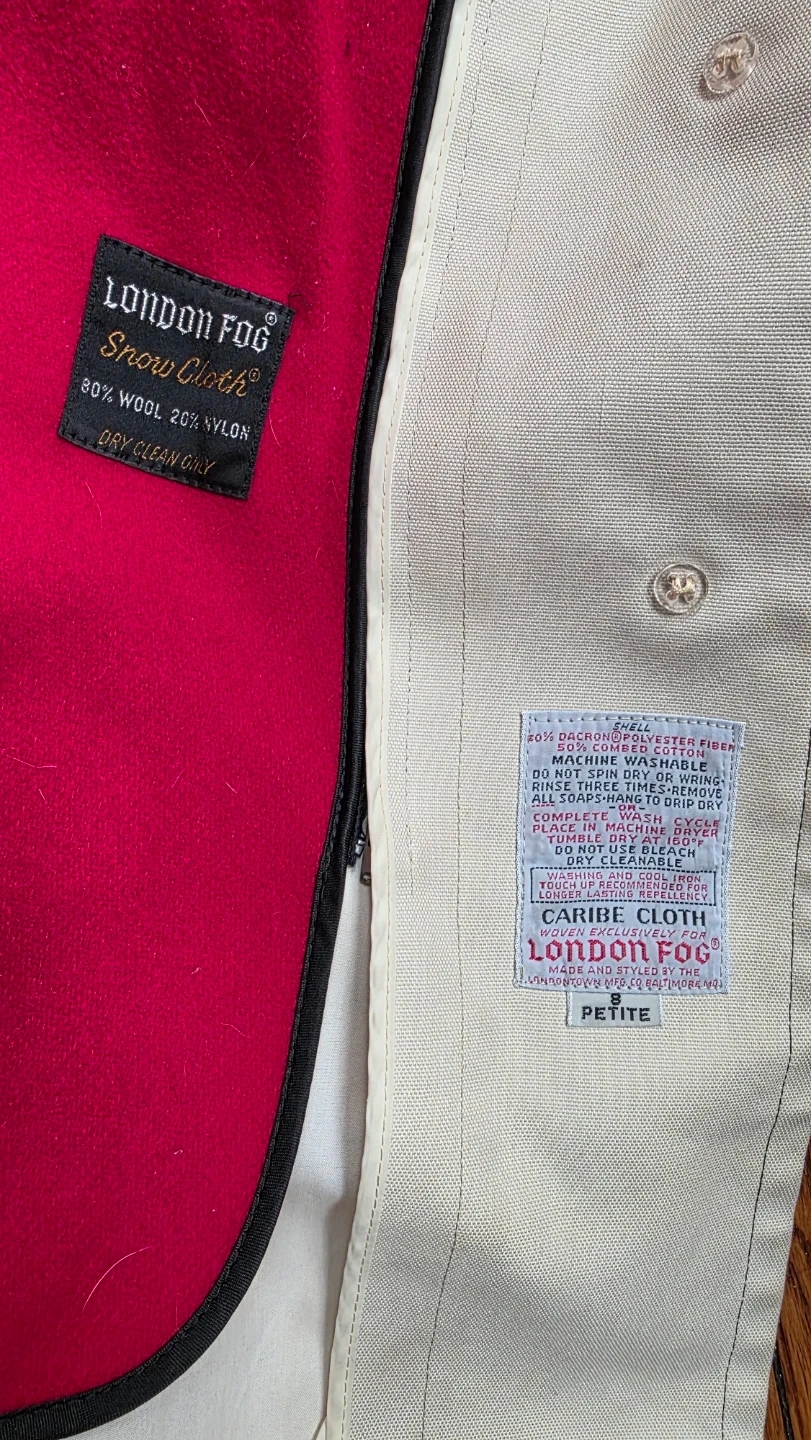 LONDON FOG®
Snow Cloth®
80% WOOL 20% NYLON
DRY CLEAN ONLY
SHELL
50% DACRON® POLYESTER FIBER
50% COMBED COTTON
MACHINE WASHABLE
DO NOT SPIN DRY OR WRING·
RINSE THREE TIMES·REMOVE
ALL SOAPS·HANG TO DRIP DRY
-OR-
COMPLETE WASH CYCLE
PLACE IN MACHINE DRYER
TUMBLE DRY AT 160°F
DO NOT USE BLEACH
DRY CLEANABLE
WASHING AND COOL IRON
TOUCH UP RECOMMENDED FOR
LONGER LASTING REPELLENCY
CARIBE CLOTH
WOVEN EXCLUSIVELY FOR
LONDON FOG®
MADE AND STYLED BY THE
LONDONTOWN MFG. CO. BALTIMORE MD.
8
PETITE